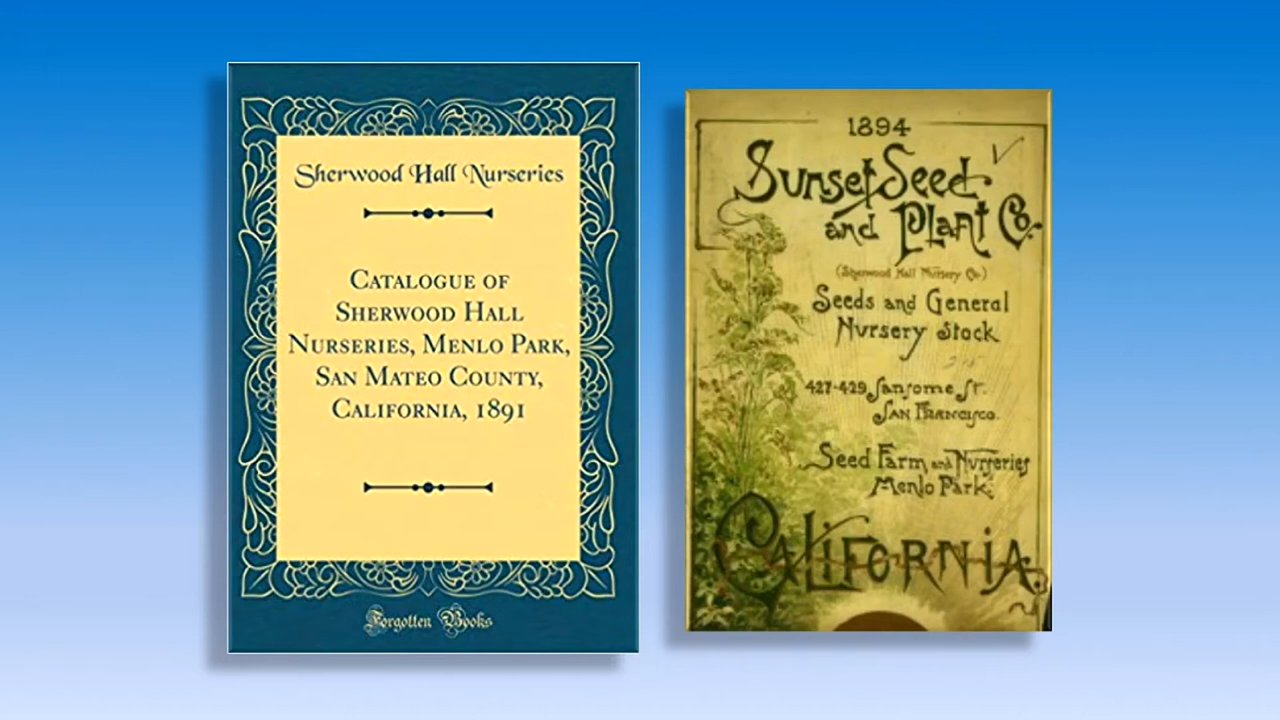 Sherwood Hall Nurseries
CATALOGUE OF
SHERWOOD HALL
NURSERIES, MENLO PARK,
SAN MATEO COUNTY,
CALIFORNIA, 1891
Forgotten Books
1894
Sunset Seed
and Plant Co.
(Sherwood Hall Nursery Co.)
Seeds and General
Nursery Stock
427-429 Sansome St.
San Francisco.
Seed Farm and Nurseries
Menlo Park,
CALIFORNIA.